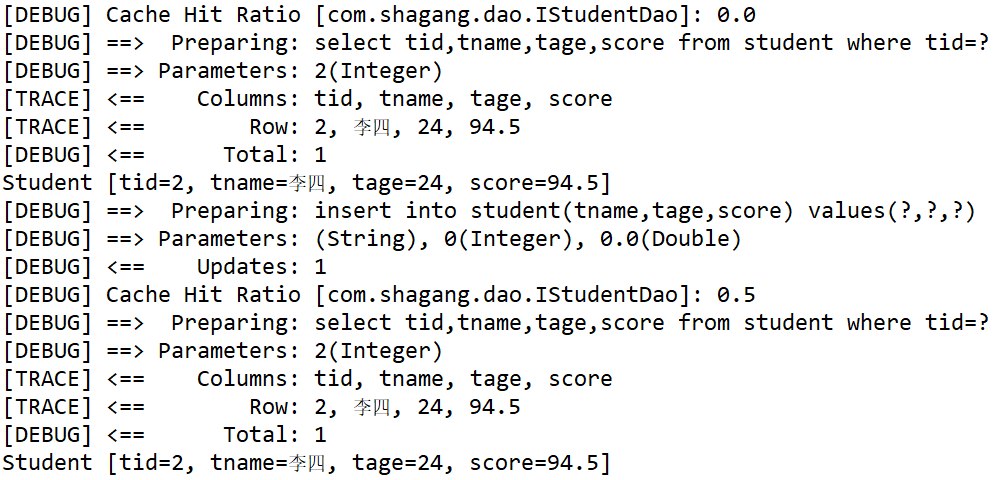 [DEBUG] Cache Hit Ratio [com.shagang.dao.IStudentDao]: 0.0
[DEBUG] ==>  Preparing: select tid,tname,tage,score from student where tid=?
[DEBUG] ==> Parameters: 2(Integer)
[TRACE] <==    Columns: tid, tname, tage, score
[TRACE] <==        Row: 2, 李四, 24, 94.5
[DEBUG] <==      Total: 1
Student [tid=2, tname=李四, tage=24, score=94.5]
[DEBUG] ==>  Preparing: insert into student(tname,tage,score) values(?,?,?)
[DEBUG] ==> Parameters: (String), 0(Integer), 0.0(Double)
[DEBUG] <==    Updates: 1
[DEBUG] Cache Hit Ratio [com.shagang.dao.IStudentDao]: 0.5
[DEBUG] ==>  Preparing: select tid,tname,tage,score from student where tid=?
[DEBUG] ==> Parameters: 2(Integer)
[TRACE] <==    Columns: tid, tname, tage, score
[TRACE] <==        Row: 2, 李四, 24, 94.5
[DEBUG] <==      Total: 1
Student [tid=2, tname=李四, tage=24, score=94.5]